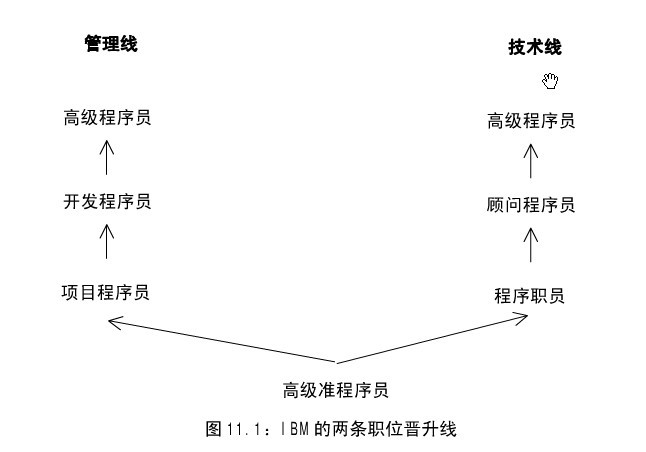 管理线
技术线
高级程序员
高级程序员
开发程序员
顾问程序员
项目程序员
程序职员
高级准程序员
图11.1：IBM的两条职位晋升线